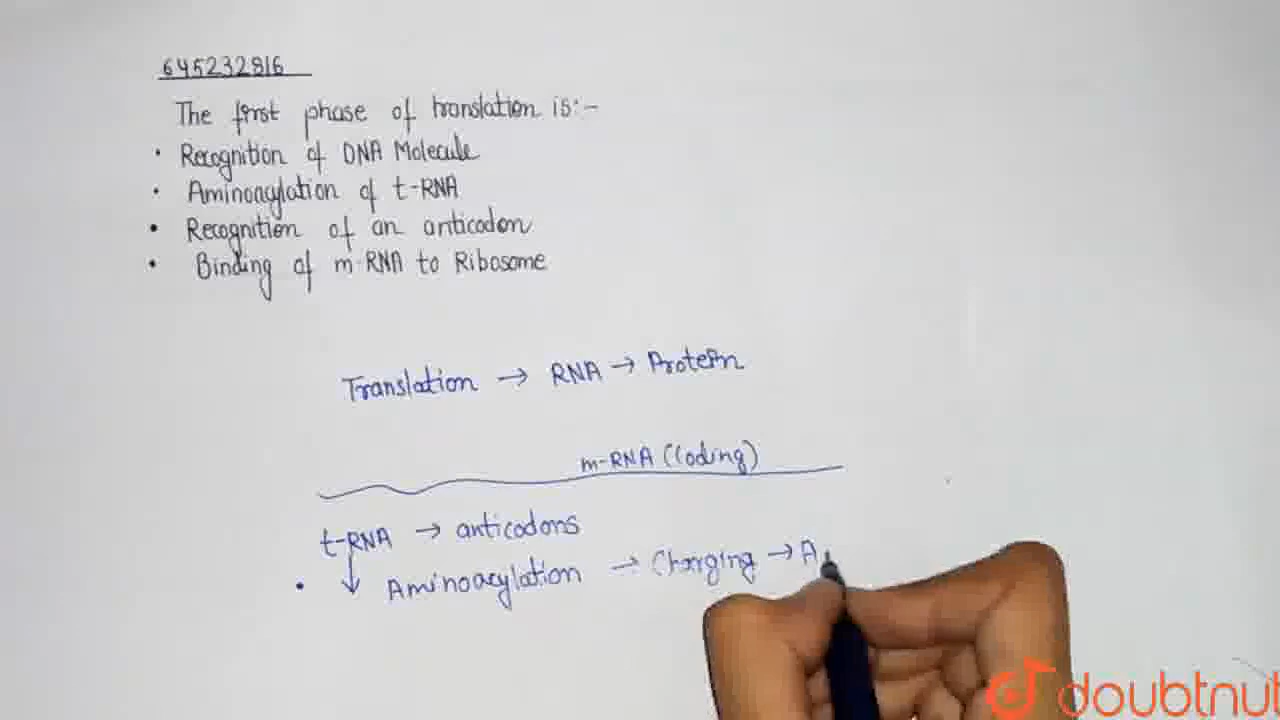 645232816
The first phase of translation is:-
• Recognition of DNA Molecule
• Aminoacylation of t-RNA
• Recognition of an anticodon
• Binding of m-RNA to Ribosome
Translation → RNA → Protein
m-RNA (Coding)
t-RNA → anticodons
• ↓ Aminoacylation → Charging → A
doubtnut